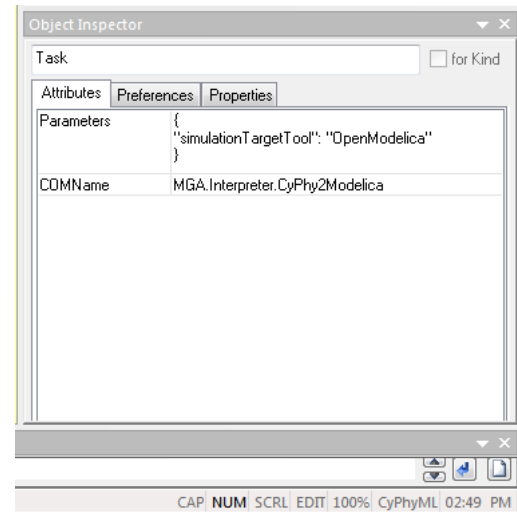 Object Inspector
Task
for Kind
Attributes Preferences Properties
Parameters {
"simulationTargetTool": "OpenModelica"
}
COMName MGA.Interpreter.CyPhy2Modelica
CAP NUM SCRL EDIT 100% CyPhyML 02:49 PM